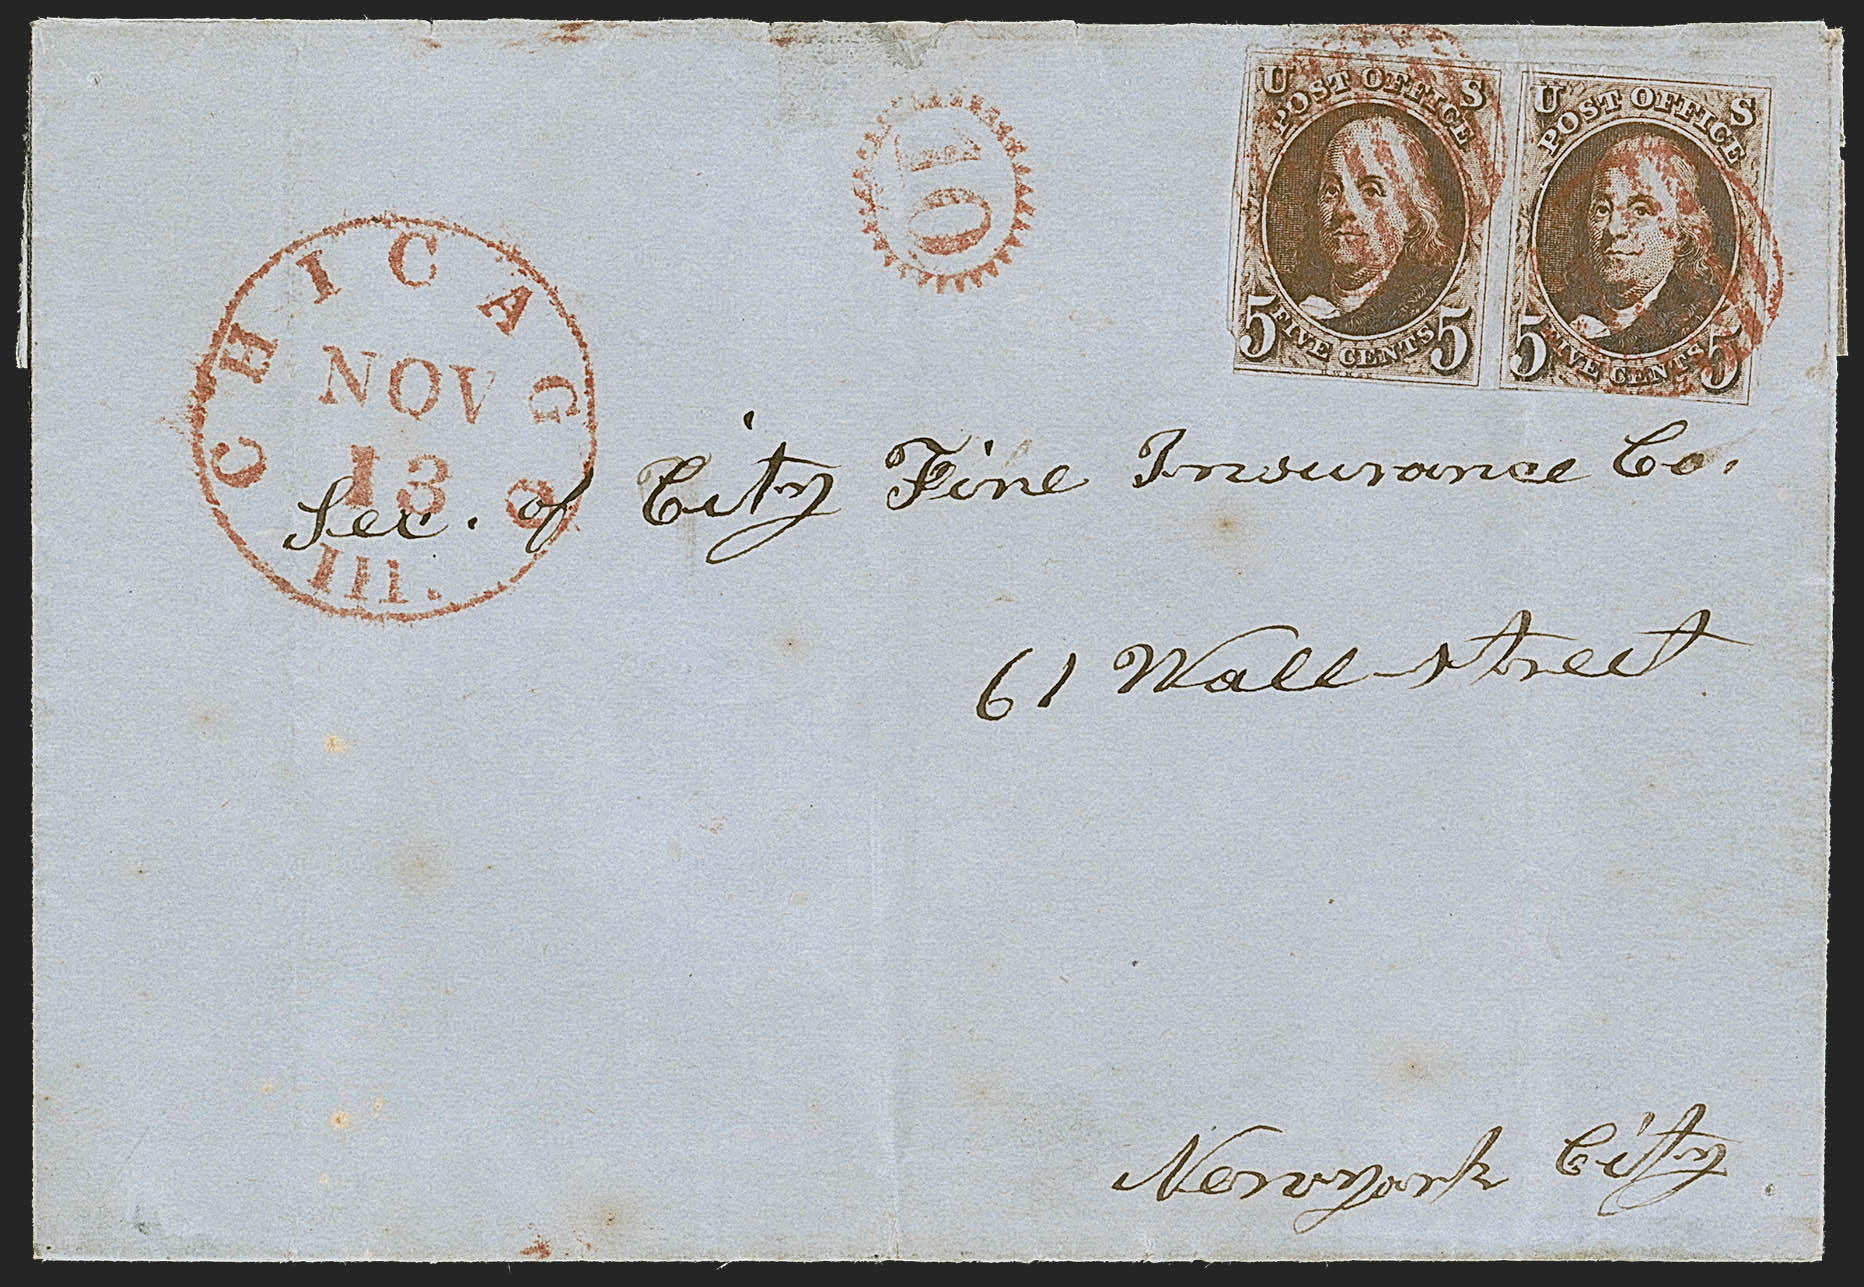 10
U S
POST OFFICE
5 FIVE CENTS 5
U S
POST OFFICE
5 FIVE CENTS 5
CHICAGO
NOV
13
Ill.
Sec. of City Fire Insurance Co.
61 Wall street
Newyork City